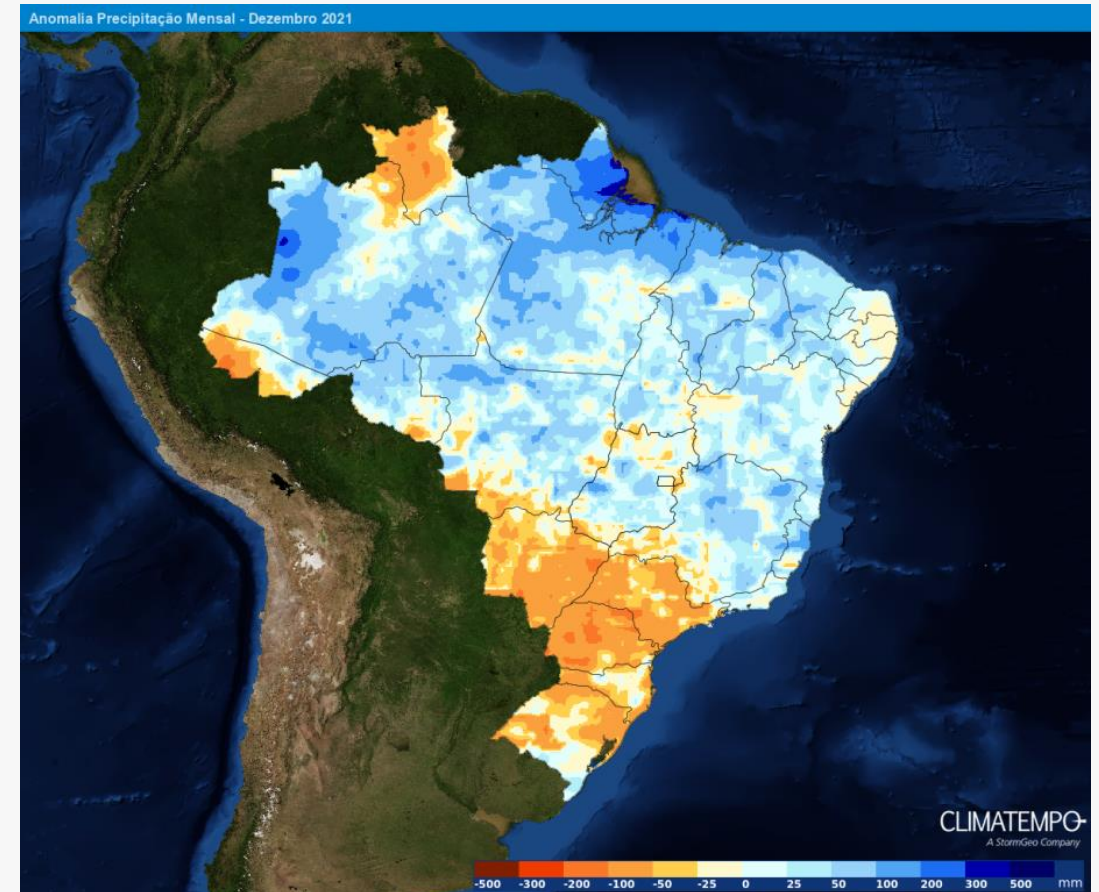 Anomalia Precipitação Mensal - Dezembro 2021
CLIMATEMPO
A StormGeo Company
-500 -300 -200 -100 -50 -25 0 25 50 100 200 300 500 mm